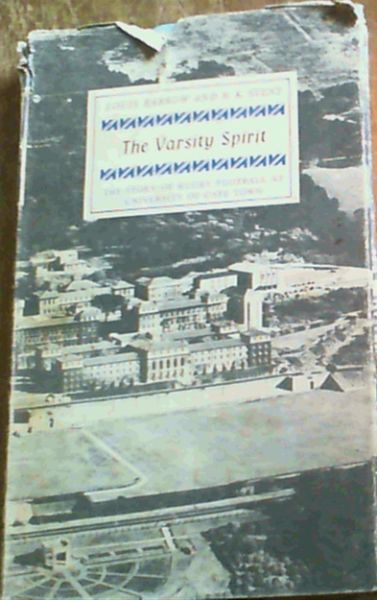 LOUIS BABROW AND R. K. STENT
The Varsity Spirit
THE STORY OF RUGBY FOOTBALL AT
UNIVERSITY OF CAPE TOWN